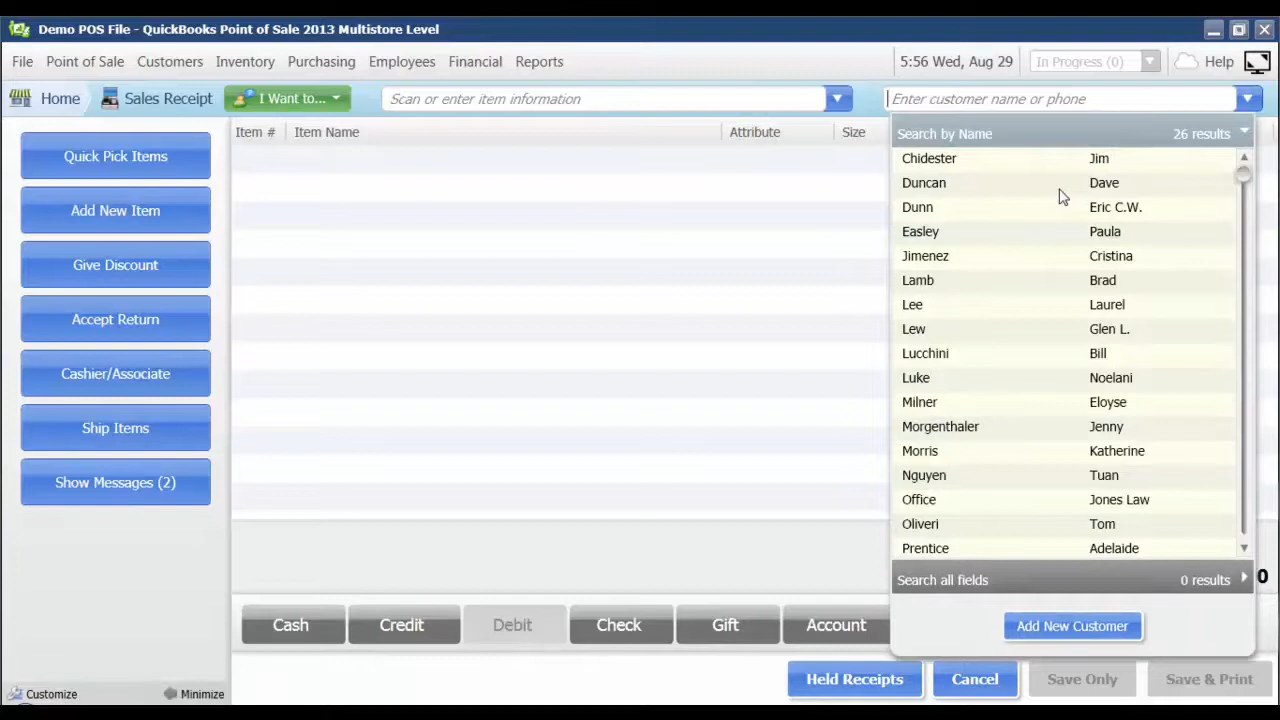 Demo POS File - QuickBooks Point of Sale 2013 Multistore Level
File Point of Sale Customers Inventory Purchasing Employees Financial Reports 5:56 Wed, Aug 29 In Progress (0) Help
Home Sales Receipt I Want to... Scan or enter item information Enter customer name or phone
Item # Item Name Attribute Size
Quick Pick Items
Add New Item
Give Discount
Accept Return
Cashier/Associate
Ship Items
Show Messages (2)
Search by Name 26 results
Chidester Jim
Duncan Dave
Dunn Eric C.W.
Easley Paula
Jimenez Cristina
Lamb Brad
Lee Laurel
Lew Glen L.
Lucchini Bill
Luke Noelani
Milner Eloyse
Morgenthaler Jenny
Morris Katherine
Nguyen Tuan
Office Jones Law
Oliveri Tom
Prentice Adelaide
Search all fields 0 results
0
Add New Customer
Cash Credit Debit Check Gift Account
Held Receipts Cancel Save Only Save & Print
Customize Minimize